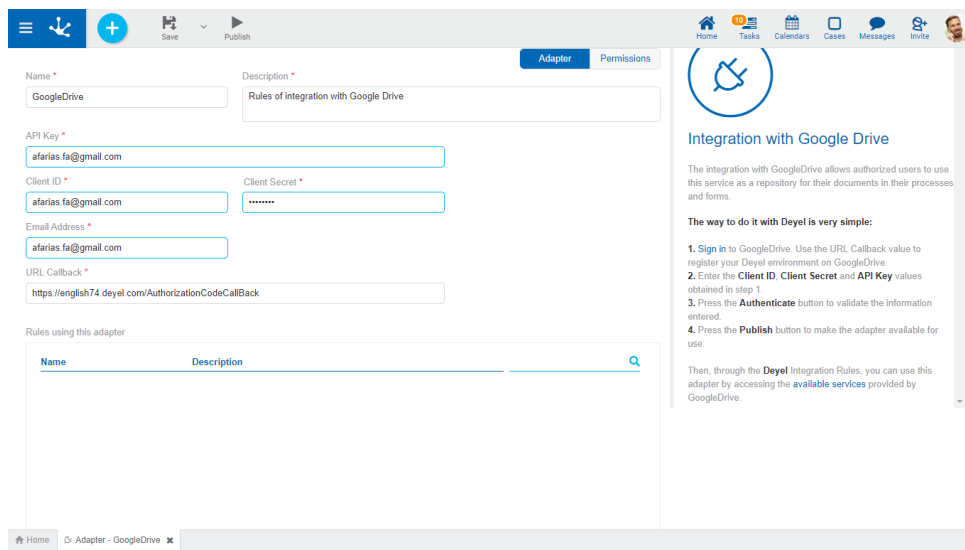 Save
Publish
Home
10
Tasks
Calendars
Cases
Messages
Invite
Adapter
Permissions
Name *
Description *
GoogleDrive
Rules of integration with Google Drive
API Key *
afarias.fa@gmail.com
Client ID *
Client Secret *
afarias.fa@gmail.com
••••••••
Email Address *
afarias.fa@gmail.com
URL Callback *
https://english74.deyel.com/AuthorizationCodeCallBack
Rules using this adapter
Name
Description
Integration with Google Drive
The integration with GoogleDrive allows authorized users to use
this service as a repository for their documents in their processes
and forms.
The way to do it with Deyel is very simple:
1. Sign in to GoogleDrive. Use the URL Callback value to
register your Deyel environment on GoogleDrive.
2. Enter the Client ID, Client Secret and API Key values
obtained in step 1.
3. Press the Authenticate button to validate the information
entered.
4. Press the Publish button to make the adapter available for
use.
Then, through the Deyel Integration Rules, you can use this
adapter by accessing the available services provided by
GoogleDrive.
Home
Adapter - GoogleDrive